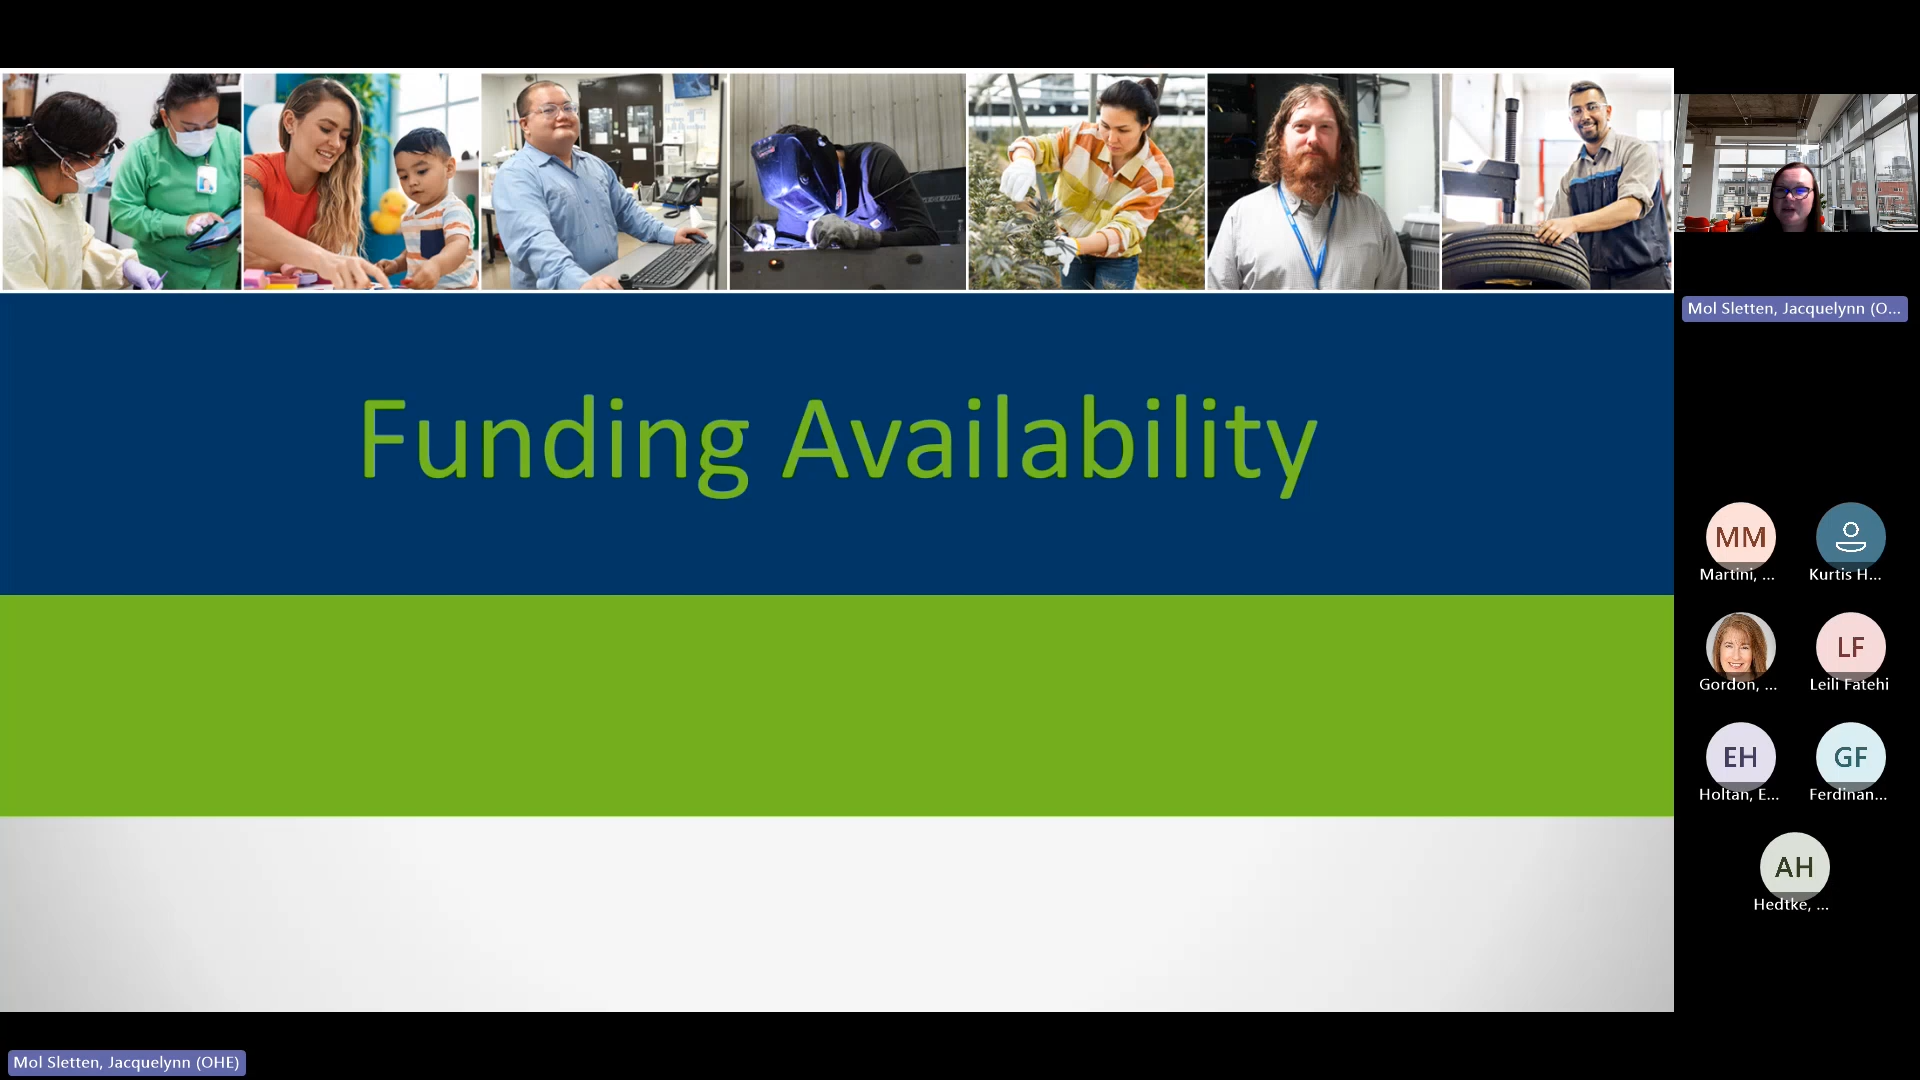 Funding Availability
Mol Sletten, Jacquelynn (O...
MM
Martini, ...
Kurtis H...
Gordon, ...
LF
Leili Fatehi
EH
Holtan, E...
GF
Ferdinan...
AH
Hedtke, ...
Mol Sletten, Jacquelynn (OHE)